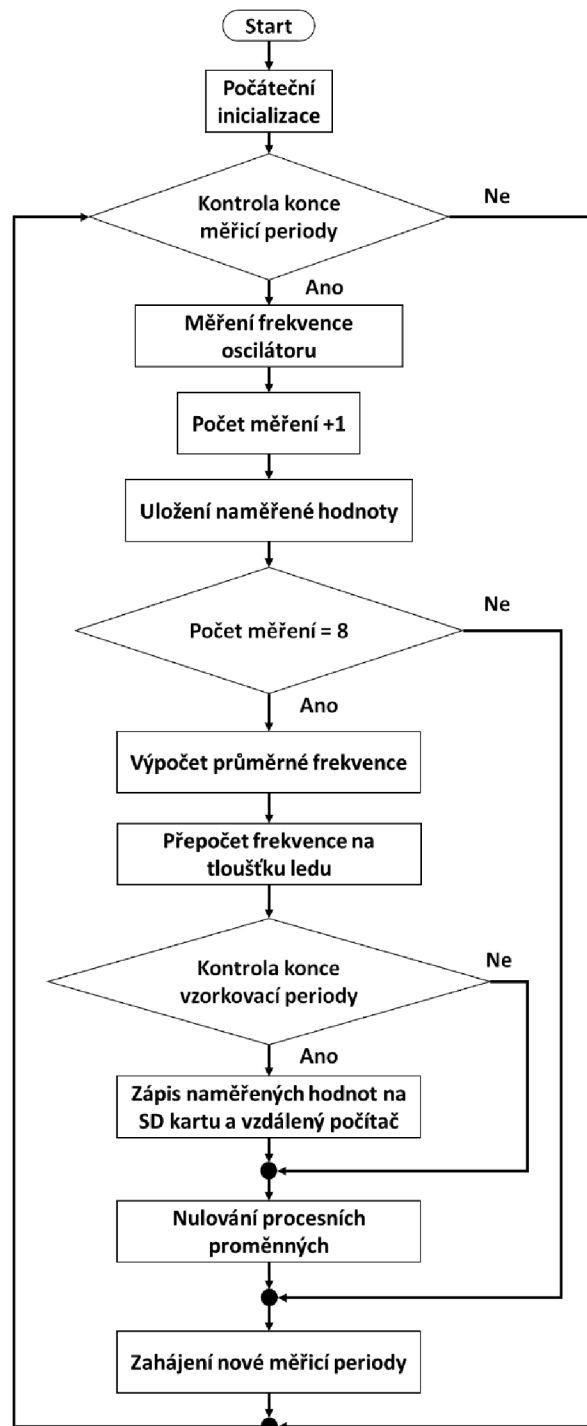 Start
Počáteční
inicializace
Kontrola konce
měřicí periody
Ne
Ano
Měření frekvence
oscilátoru
Počet měření +1
Uložení naměřené hodnoty
Počet měření = 8
Ne
Ano
Výpočet průměrné frekvence
Přepočet frekvence na
tloušťku ledu
Kontrola konce
vzorkovací periody
Ne
Ano
Zápis naměřených hodnot na
SD kartu a vzdálený počítač
Nulování procesních
proměnných
Zahájení nové měřicí periody